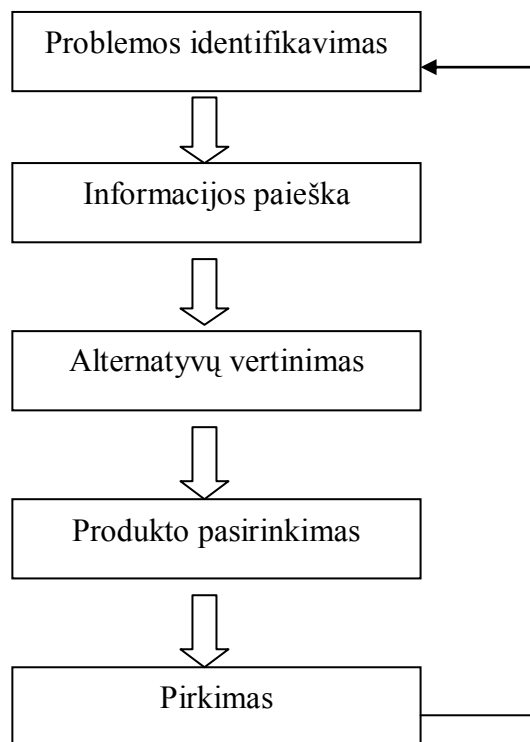 Problemos identifikavimas
Informacijos paieška
Alternatyvų vertinimas
Produkto pasirinkimas
Pirkimas